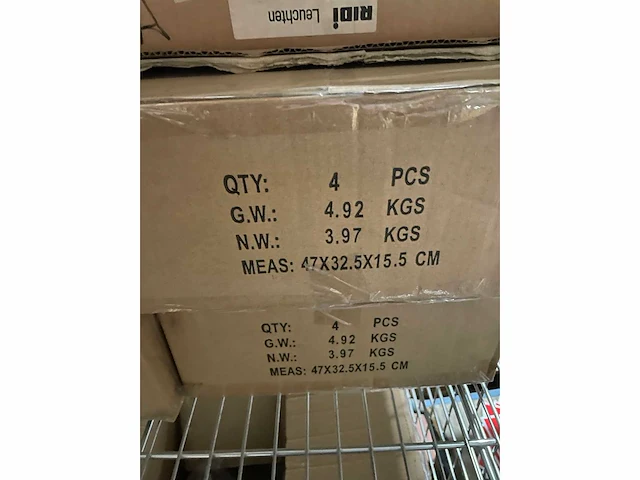 RIDI Leuchten
QTY: 4 PCS
G.W.: 4.92 KGS
N.W.: 3.97 KGS
MEAS: 47X32.5X15.5 CM
QTY: 4 PCS
G.W.: 4.92 KGS
N.W.: 3.97 KGS
MEAS: 47X32.5X15.5 CM